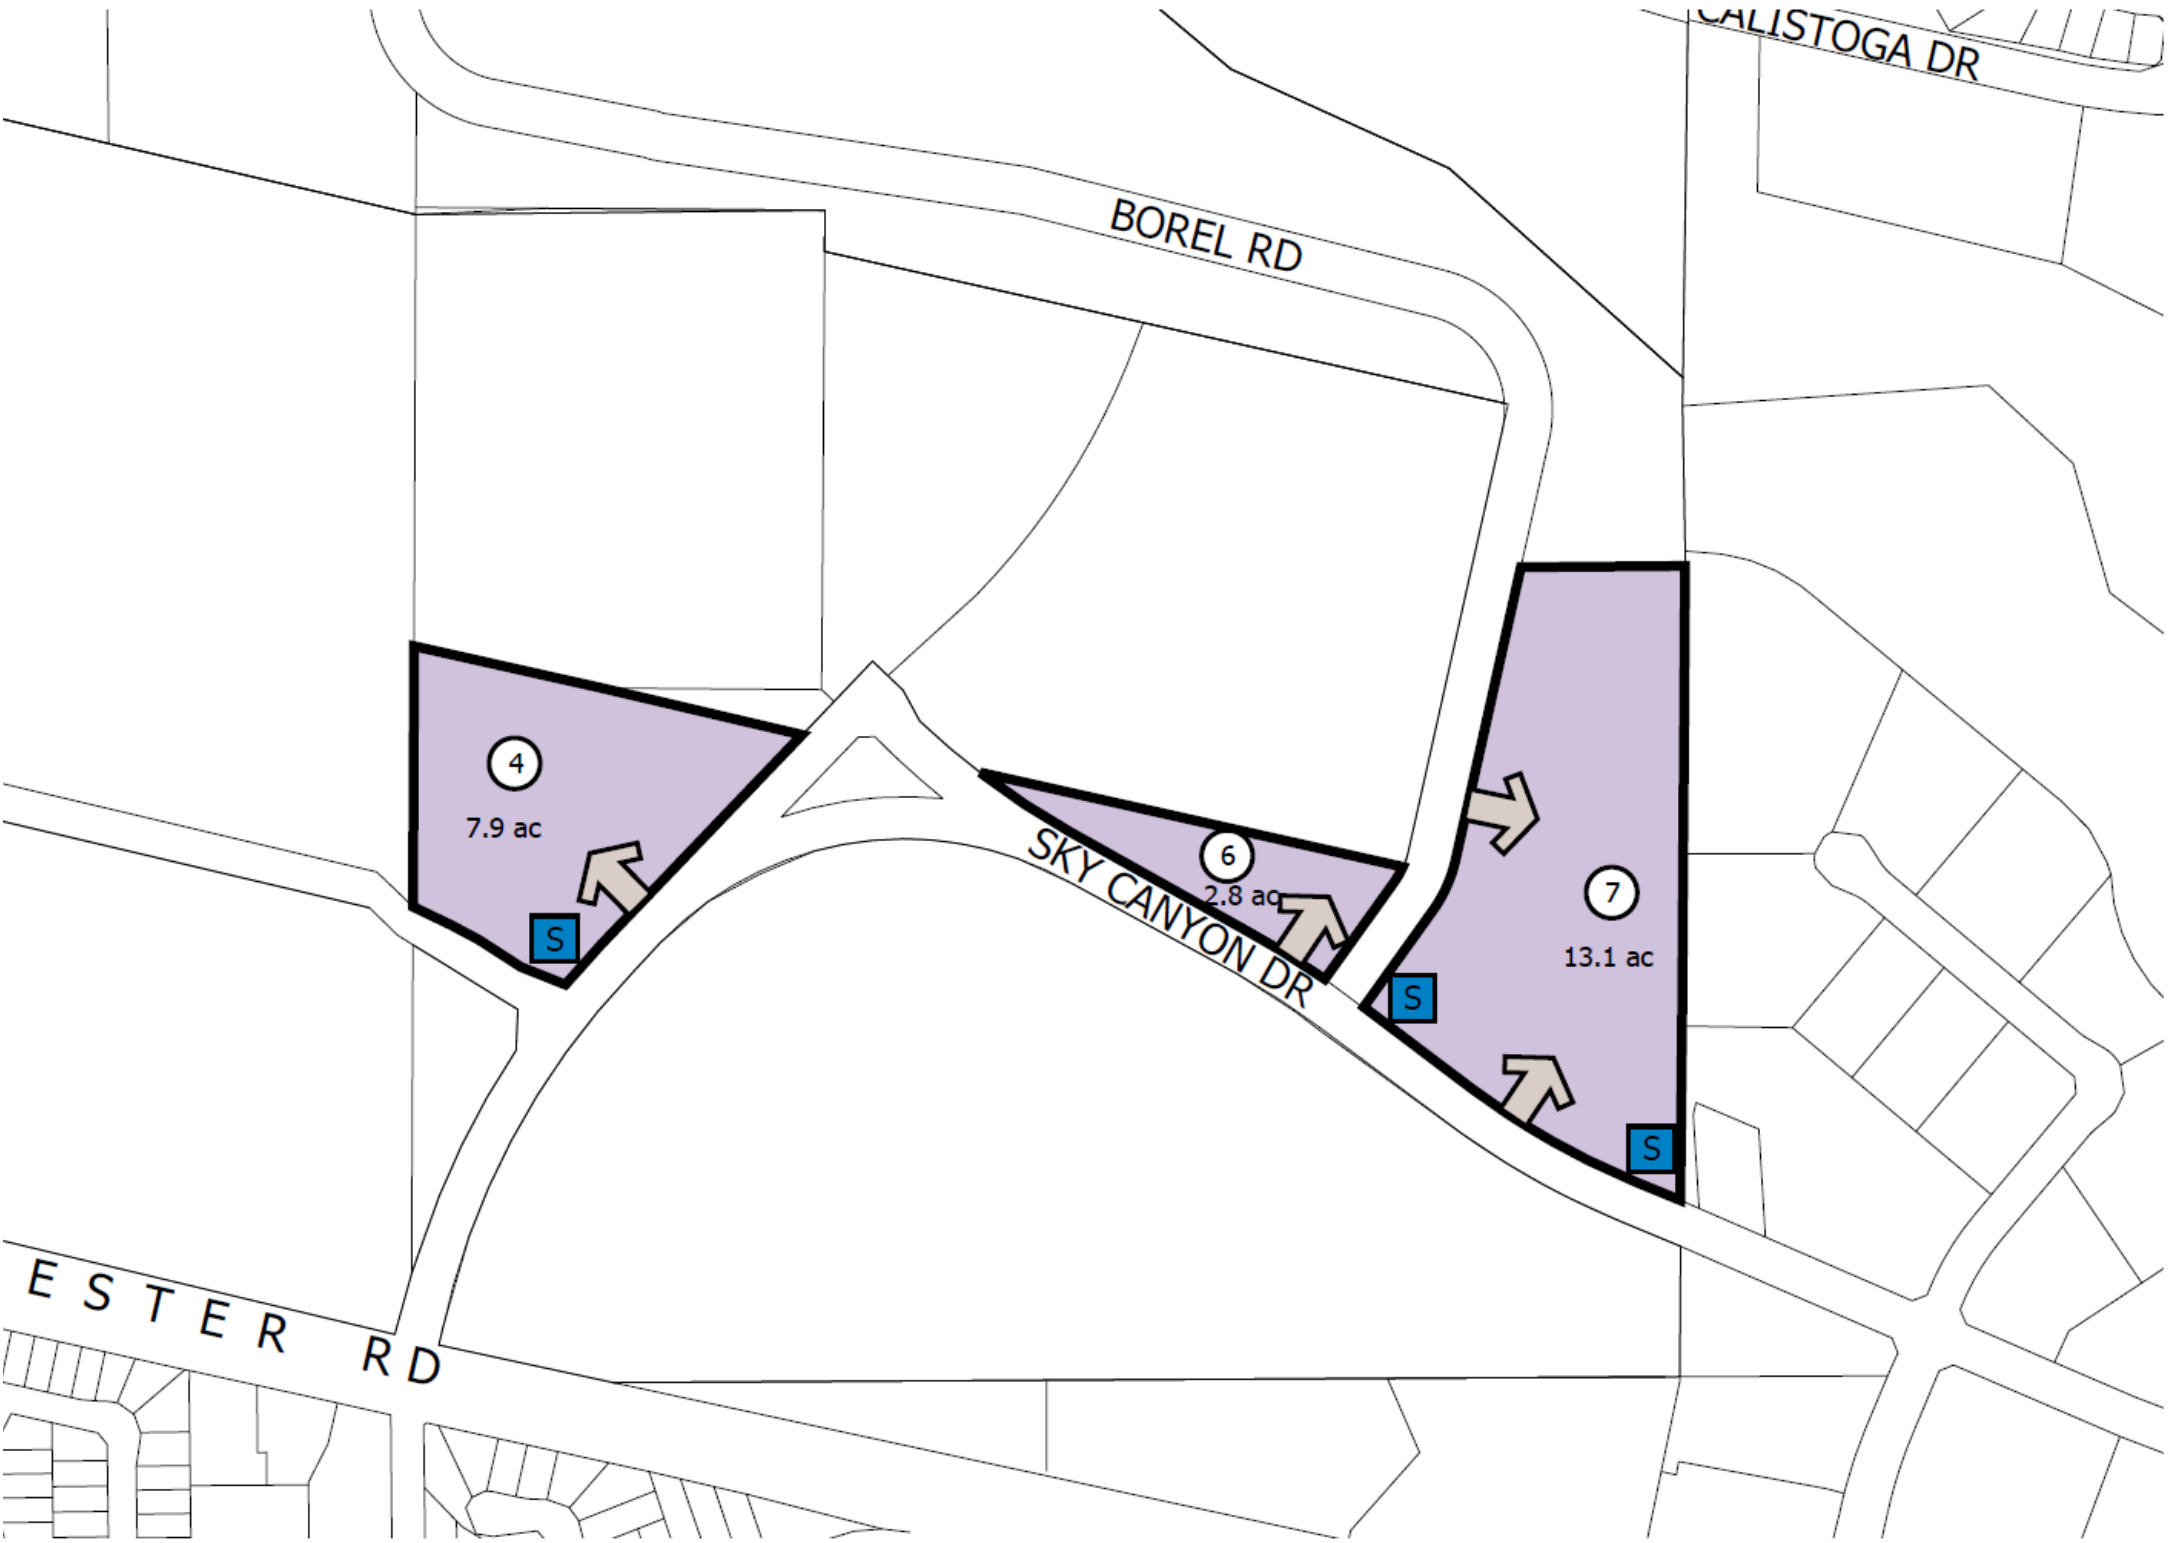 CALISTOGA DR
BOREL RD
4
7.9 ac
S
6
2.8 ac
SKY CANYON DR
7
13.1 ac
S
S
ESTER RD